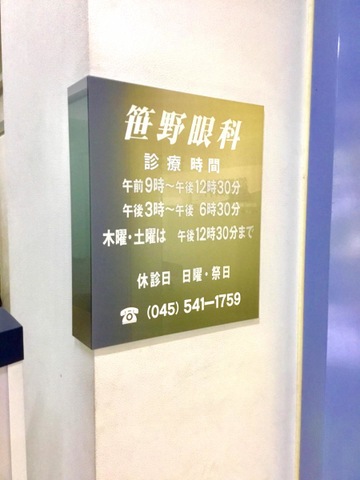 笹野眼科
診療時間
午前9時〜午後12時30分
午後3時〜午後 6時30分
木曜・土曜は 午後12時30分まで
休診日 日曜・祭日
☎ (045) 541-1759